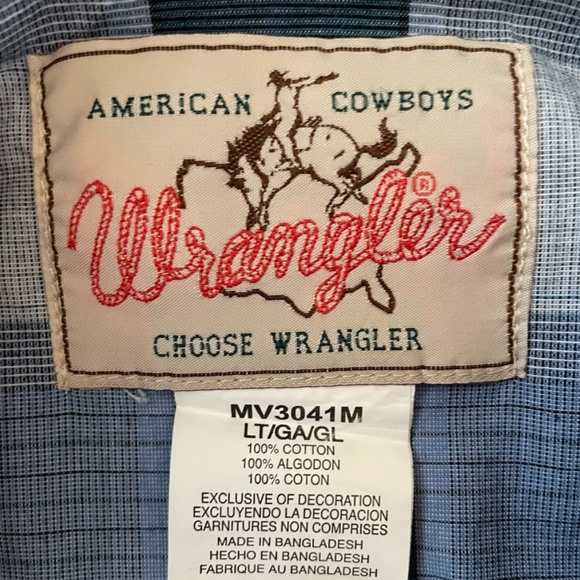 AMERiCAN COWBOYS
Wrangler®
CHOOSE WRANGLER
MV3041M
LT/GA/GL
100% COTTON
100% ALGODON
100% COTON
EXCLUSIVE OF DECORATION
EXCLUYENDO LA DECORACION
GARNITURES NON COMPRISES
MADE IN BANGLADESH
HECHO EN BANGLADESH
FABRIQUE AU BANGLADESH